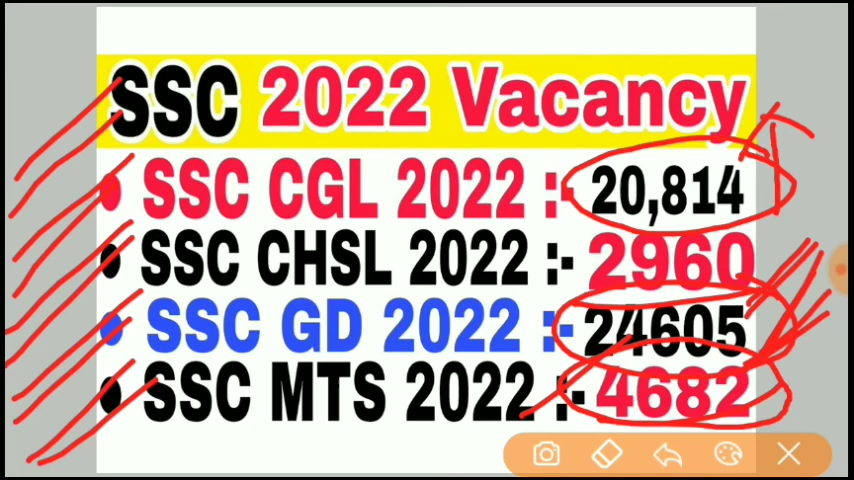 SSC 2022 Vacancy
• SSC CGL 2022 :- 20,814
• SSC CHSL 2022 :- 2960
• SSC GD 2022 :- 24605
• SSC MTS 2022 :- 4682